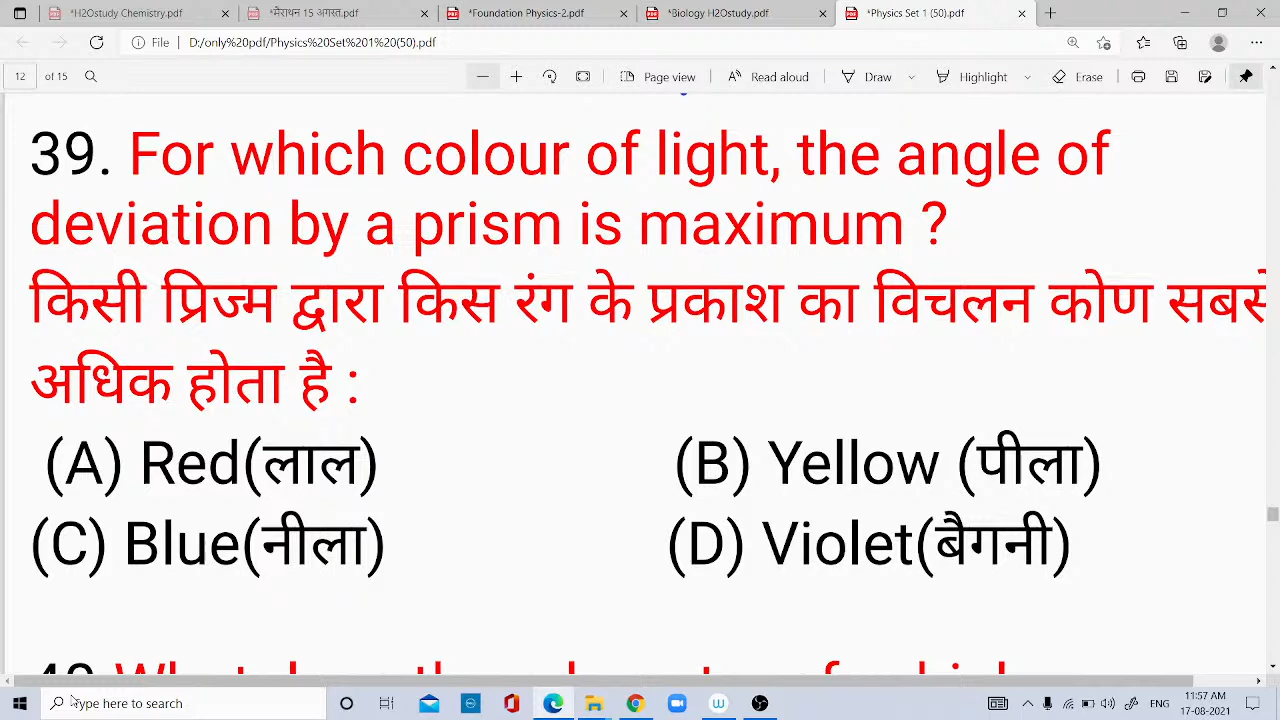 *H2Ostudy Chemistry.pdf
*मैराथन 15 अगस्त.pdf
*Foundation Physics-2.pdf
*Biology H2Ostudy.pdf
*Physics Set 1 (50).pdf
File D:/only%20pdf/Physics%20Set%201%20(50).pdf
12 of 15 Page view Read aloud Draw Highlight Erase
39. For which colour of light, the angle of
deviation by a prism is maximum ?
किसी प्रिज्म द्वारा किस रंग के प्रकाश का विचलन कोण सबसे
अधिक होता है :
(A) Red(लाल) (B) Yellow (पीला)
(C) Blue(नीला) (D) Violet(बैगनी)
Type here to search
ENG
11:57 AM
17-08-2021